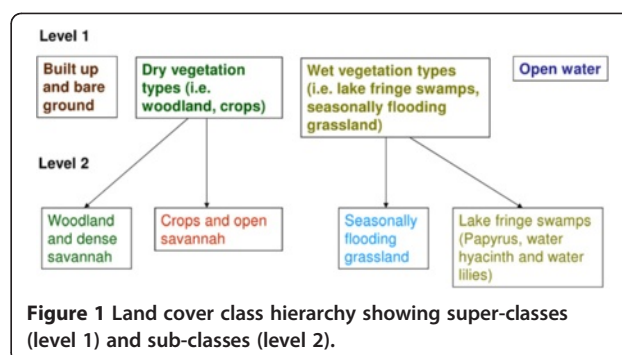 Level 1
Built up
and bare
ground
Dry vegetation
types (i.e.
woodland, crops)
Wet vegetation types
(i.e. lake fringe swamps,
seasonally flooding
grassland)
Open water
Level 2
Woodland
and dense
savannah
Crops and open
savannah
Seasonally
flooding
grassland
Lake fringe swamps
(Papyrus, water
hyacinth and water
lilies)
Figure 1 Land cover class hierarchy showing super-classes
(level 1) and sub-classes (level 2).